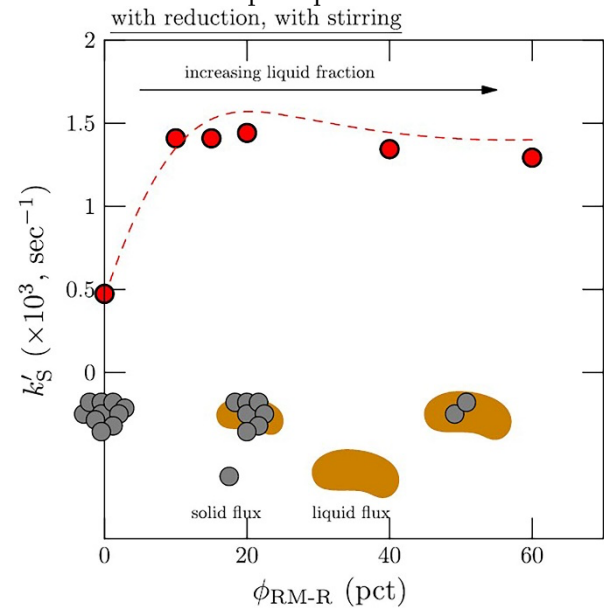 with reduction, with stirring
2
increasing liquid fraction
1.5
1
0.5
0
k′S (×10³, sec⁻¹)
solid flux liquid flux
0 20 40 60
ϕRM-R (pct)